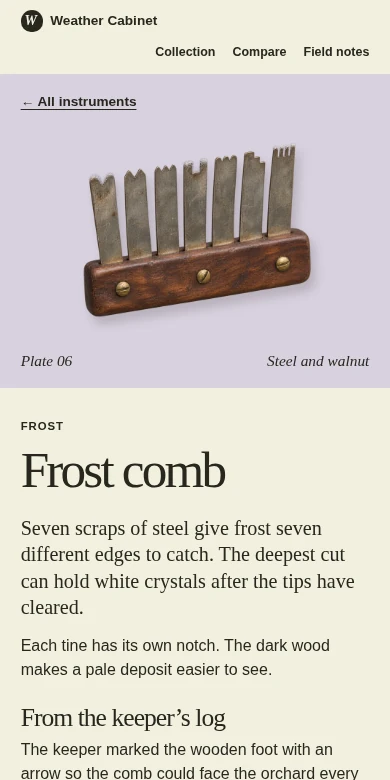 W Weather Cabinet
Collection Compare Field notes
← All instruments
Plate 06 Steel and walnut
FROST
Frost comb
Seven scraps of steel give frost seven
different edges to catch. The deepest cut
can hold white crystals after the tips have
cleared.
Each tine has its own notch. The dark wood
makes a pale deposit easier to see.
From the keeper’s log
The keeper marked the wooden foot with an
arrow so the comb could face the orchard every